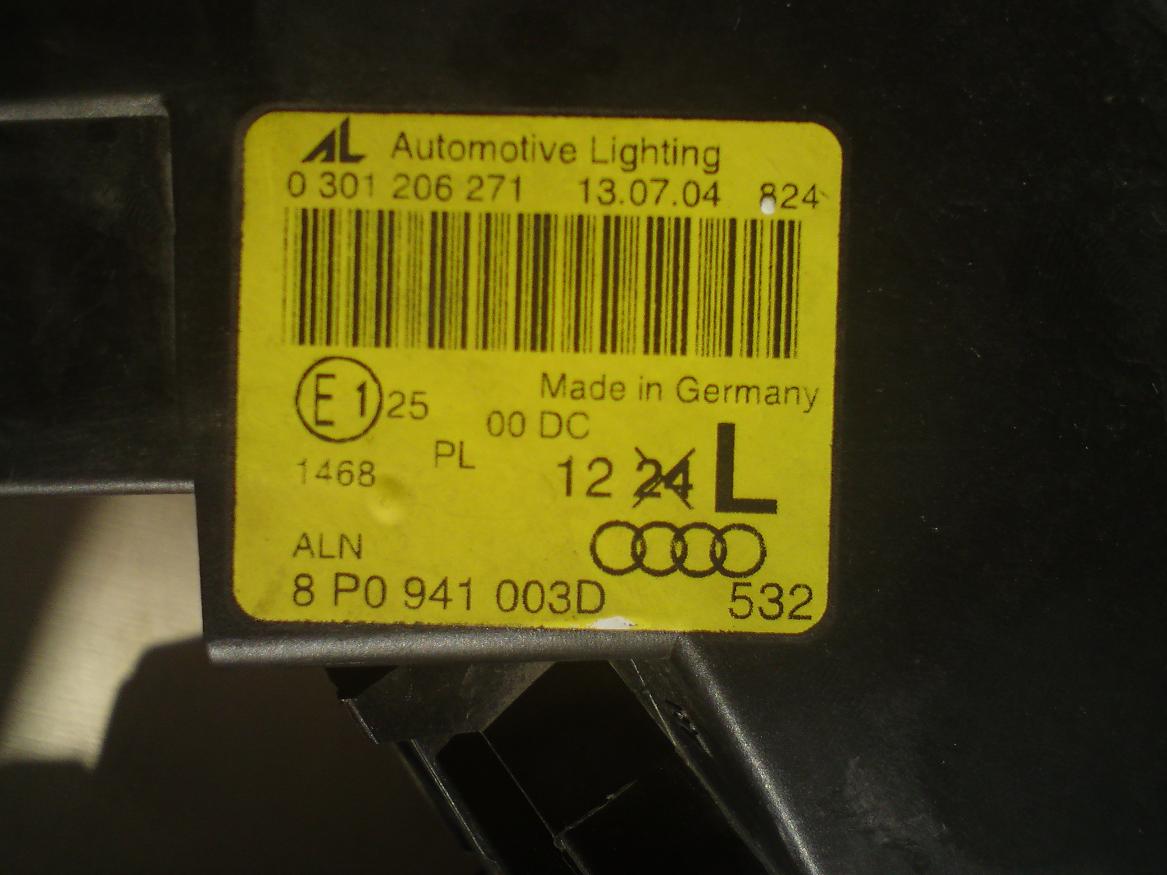 AL Automotive Lighting
0 301 206 271 13.07.04 824
E1 25
Made in Germany
00 DC
1468 PL 12 24 L
ALN
8 P0 941 003D 532